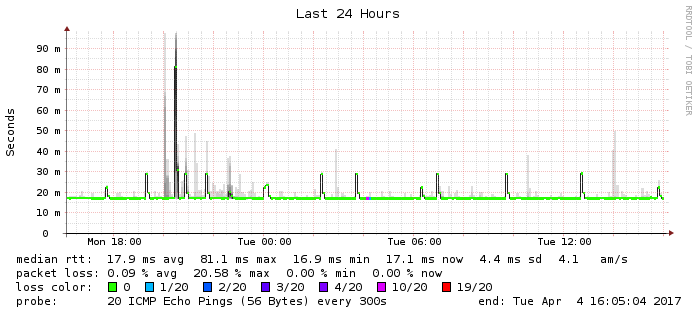 Last 24 Hours
RRDTOOL / TOBI OETIKER
Seconds
90 m
80 m
70 m
60 m
50 m
40 m
30 m
20 m
10 m
0
Mon 18:00 Tue 00:00 Tue 06:00 Tue 12:00
median rtt: 17.9 ms avg 81.1 ms max 16.9 ms min 17.1 ms now 4.4 ms sd 4.1 am/s
packet loss: 0.09 % avg 20.58 % max 0.00 % min 0.00 % now
loss color: 0 1/20 2/20 3/20 4/20 10/20 19/20
probe: 20 ICMP Echo Pings (56 Bytes) every 300s end: Tue Apr 4 16:05:04 2017